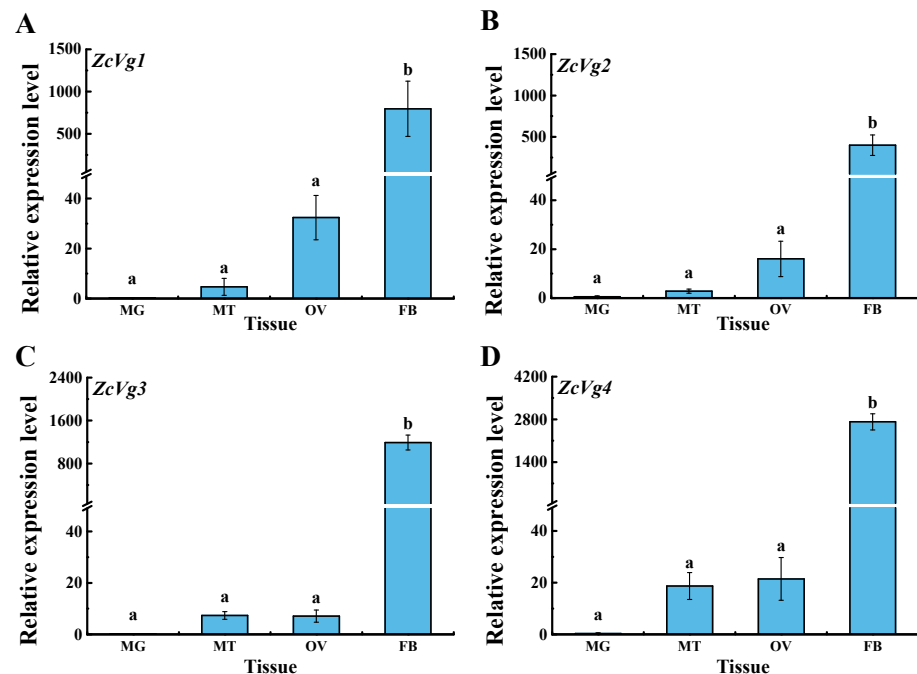 A
ZcVg1
Relative expression level
1500
1000
500
40
20
0
a
a
a
b
MG
MT
OV
FB
Tissue
B
ZcVg2
Relative expression level
1500
1000
500
40
20
0
a
a
a
b
MG
MT
OV
FB
Tissue
C
ZcVg3
Relative expression level
2400
1600
800
40
20
0
a
a
a
b
MG
MT
OV
FB
Tissue
D
ZcVg4
Relative expression level
4200
2800
1400
40
20
0
a
a
a
b
MG
MT
OV
FB
Tissue